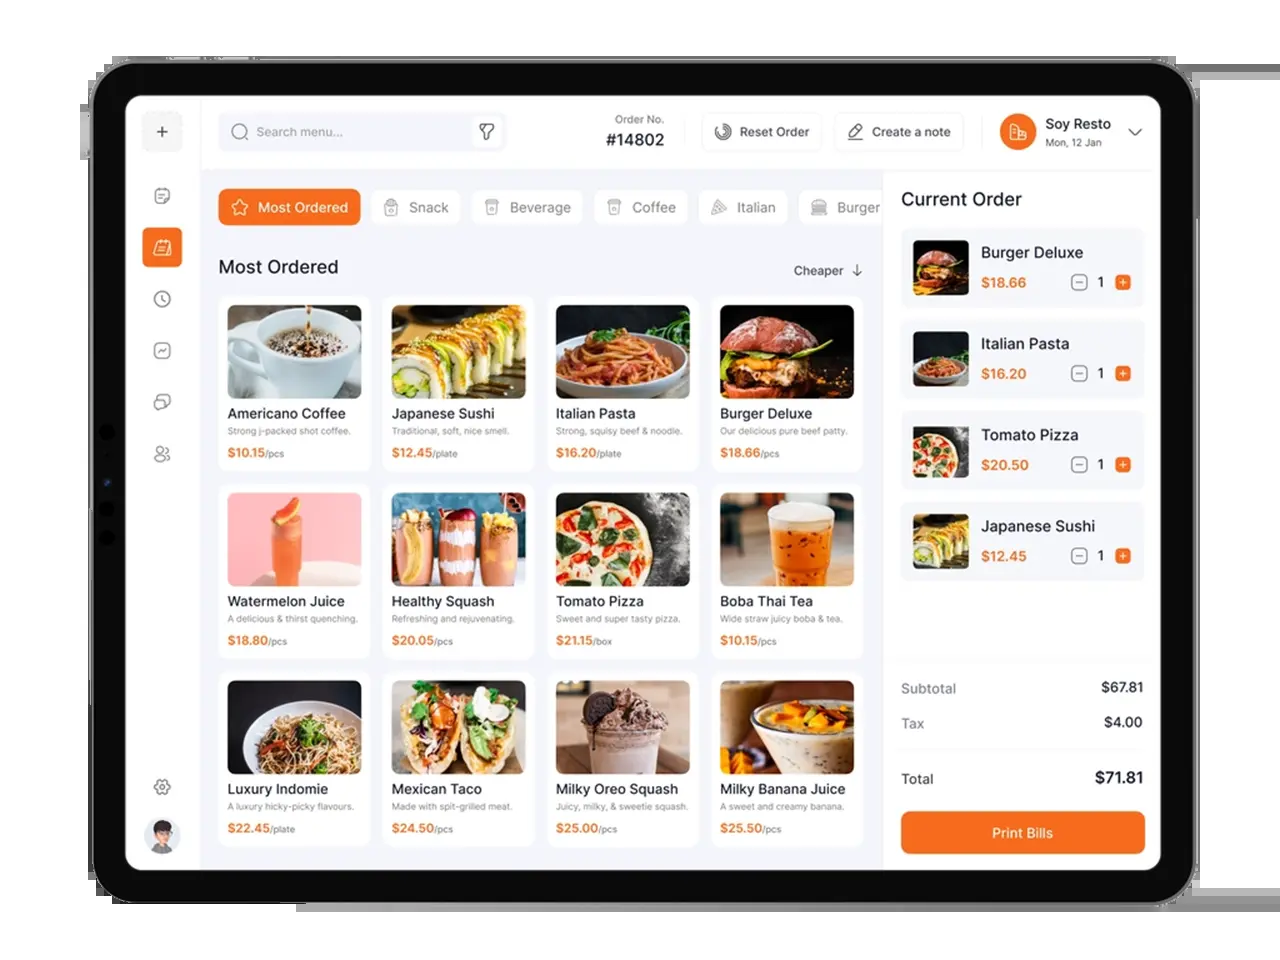 Search menu...
Order No.
#14802
Reset Order
Create a note
Soy Resto
Mon, 12 Jan
Most Ordered
Snack
Beverage
Coffee
Italian
Burger
Most Ordered
Cheaper
Americano Coffee
Strong j-packed shot coffee.
$10.15/pcs
Japanese Sushi
Traditional, soft, nice smell.
$12.45/plate
Italian Pasta
Strong, squisy beef & noodle.
$16.20/plate
Burger Deluxe
Our delicious pure beef patty.
$18.66/pcs
Watermelon Juice
A delicious & thirst quenching.
$18.80/pcs
Healthy Squash
Refreshing and rejuvenating.
$20.05/pcs
Tomato Pizza
Sweet and super tasty pizza.
$21.15/box
Boba Thai Tea
Wide straw juicy boba & tea.
$10.15/pcs
Luxury Indomie
A luxury hicky-picky flavours.
$22.45/plate
Mexican Taco
Made with spit-grilled meat.
$24.50/pcs
Milky Oreo Squash
Juicy, milky, & sweetie squash.
$25.00/pcs
Milky Banana Juice
A sweet and creamy banana.
$25.50/pcs
Current Order
Burger Deluxe
$18.66
1
Italian Pasta
$16.20
1
Tomato Pizza
$20.50
1
Japanese Sushi
$12.45
1
Subtotal
$67.81
Tax
$4.00
Total
$71.81
Print Bills